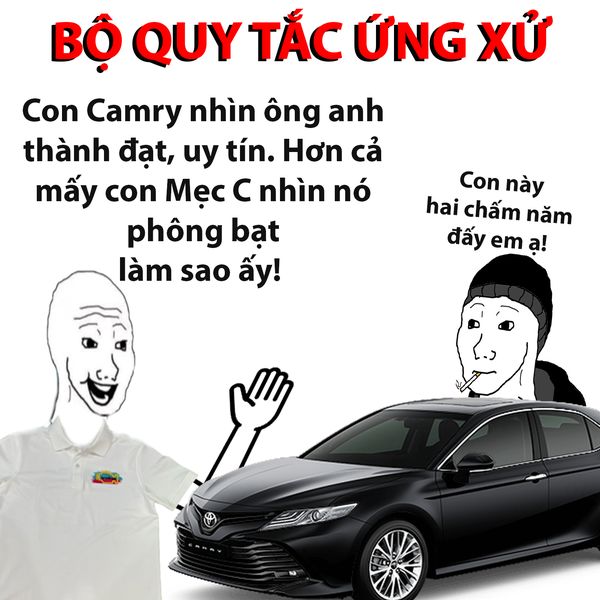 BỘ QUY TẮC ỨNG XỬ
Con Camry nhìn ông anh
thành đạt, uy tín. Hơn cả
mấy con Mẹc C nhìn nó
phông bạt
làm sao ấy!
Con này
hai chấm năm
đấy em ạ!
CAMRY